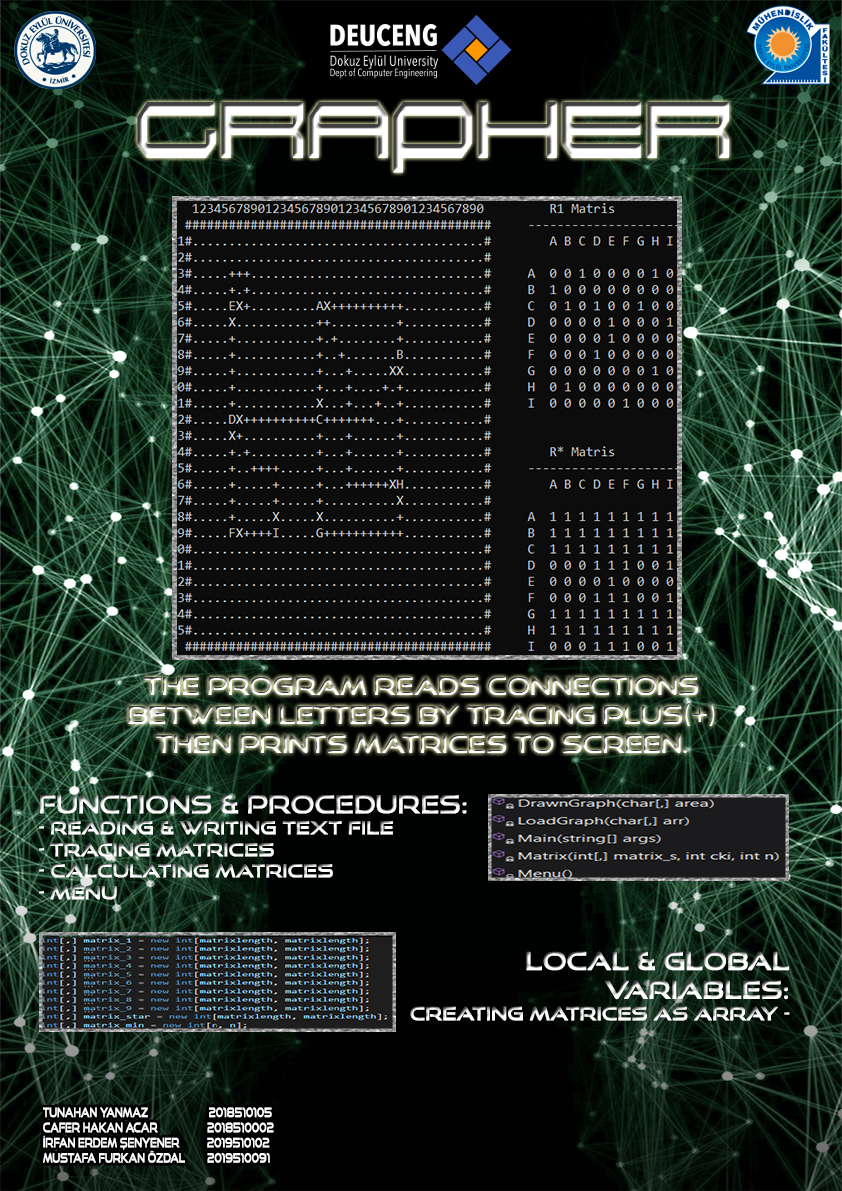 DOKUZ EYLÜL ÜNİVERSİTESİ
• İZMİR •
DEUCENG
Dokuz Eylül University
Dept of Computer Engineering
MÜHENDİSLİK
FAKÜLTESİ
GRAPHER
1234567890123456789012345678901234567890 R1 Matris
########################################## --------------------
1#........................................# A B C D E F G H I
2#........................................#
3#.....+++................................# A 0 0 1 0 0 0 0 1 0
4#.....+.+................................# B 1 0 0 0 0 0 0 0 0
5#.....EX+.........AX++++++++++...........# C 0 1 0 1 0 0 1 0 0
6#.....X...........++.........+...........# D 0 0 0 0 1 0 0 0 1
7#.....+...........+.+........+...........# E 0 0 0 0 1 0 0 0 0
8#.....+...........+..+.......B...........# F 0 0 0 1 0 0 0 0 0
9#.....+...........+...+.....XX...........# G 0 0 0 0 0 0 0 1 0
0#.....+...........+...+....+.+...........# H 0 1 0 0 0 0 0 0 0
1#.....+...........X...+...+..+...........# I 0 0 0 0 0 1 0 0 0
2#.....DX++++++++++C+++++++...+...........#
3#.....X+..........+...+......+...........#
4#.....+.+.........+...+......+...........# R* Matris
5#.....+..++++.....+...+......+...........# --------------------
6#.....+.....+.....+...++++++XH...........# A B C D E F G H I
7#.....+.....+.....+..........X...........#
8#.....+.....X.....X..........+...........# A 1 1 1 1 1 1 1 1 1
9#.....FX++++I.....G+++++++++++...........# B 1 1 1 1 1 1 1 1 1
0#........................................# C 1 1 1 1 1 1 1 1 1
1#........................................# D 0 0 0 1 1 1 0 0 1
2#........................................# E 0 0 0 0 1 0 0 0 0
3#........................................# F 0 0 0 1 1 1 0 0 1
4#........................................# G 1 1 1 1 1 1 1 1 1
5#........................................# H 1 1 1 1 1 1 1 1 1
########################################## I 0 0 0 1 1 1 0 0 1
THE PROGRAM READS CONNECTIONS
BETWEEN LETTERS BY TRACING PLUS(+)
THEN PRINTS MATRICES TO SCREEN.
FUNCTIONS & PROCEDURES:
- READING & WRITING TEXT FILE
- TRACING MATRICES
- CALCULATING MATRICES
- MENU
DrawnGraph(char[,] area)
LoadGraph(char[,] arr)
Main(string[] args)
Matrix(int[,] matrix_s, int cki, int n)
Menu()
int[,] matrix_1 = new int[matrixlength, matrixlength];
int[,] matrix_2 = new int[matrixlength, matrixlength];
int[,] matrix_3 = new int[matrixlength, matrixlength];
int[,] matrix_4 = new int[matrixlength, matrixlength];
int[,] matrix_5 = new int[matrixlength, matrixlength];
int[,] matrix_6 = new int[matrixlength, matrixlength];
int[,] matrix_7 = new int[matrixlength, matrixlength];
int[,] matrix_8 = new int[matrixlength, matrixlength];
int[,] matrix_9 = new int[matrixlength, matrixlength];
int[,] matrix_star = new int[matrixlength, matrixlength];
int[,] matrix_min = new int[n, n];
LOCAL & GLOBAL
VARIABLES:
CREATING MATRICES AS ARRAY -
TUNAHAN YANMAZ 2018510105
CAFER HAKAN ACAR 2018510002
İRFAN ERDEM ŞENYENER 2019510102
MUSTAFA FURKAN ÖZDAL 2019510091